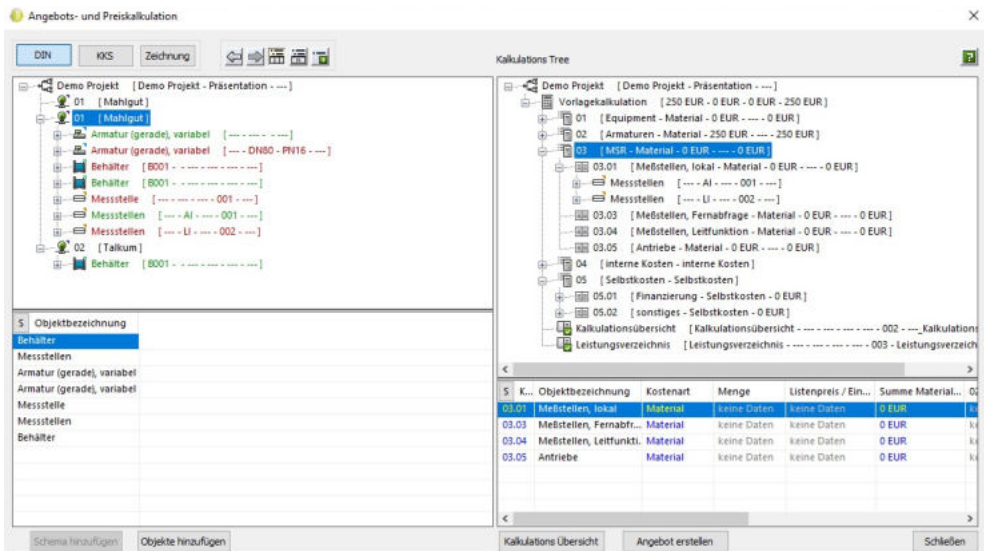 Angebots- und Preiskalkulation
DIN KKS Zeichnung
Kalkulations Tree
Demo Projekt [ Demo Projekt - Präsentation - --- ]
01 [ Mahlgut ]
01 [ Mahlgut ]
Armatur (gerade), variabel [ --- - --- - - --- ]
Armatur (gerade), variabel [ --- - DN80 - PN16 - --- ]
Behälter [ B001 - - --- - --- - --- - --- ]
Behälter [ B001 - - --- - --- - --- - --- ]
Messstelle [ --- - --- - --- - 001 - --- ]
Messstellen [ --- - AI - --- - 001 - --- ]
Messstellen [ --- - LI - --- - 002 - --- ]
02 [ Talkum ]
Behälter [ B001 - - --- - --- - --- - --- ]
S Objektbezeichnung
Behälter
Messstellen
Armatur (gerade), variabel
Armatur (gerade), variabel
Messstelle
Messstellen
Behälter
Schema hinzufügen Objekte hinzufügen
Demo Projekt [ Demo Projekt - Präsentation - --- ]
Vorlagekalkulation [ 250 EUR - 0 EUR - 0 EUR - 250 EUR ]
01 [ Equipment - Material - 0 EUR - --- - 0 EUR ]
02 [ Armaturen - Material - 250 EUR - --- - 250 EUR ]
03 [ MSR - Material - 0 EUR - --- - 0 EUR ]
03.01 [ Meßstellen, lokal - Material - 0 EUR - --- - 0 EUR ]
Messstellen [ --- - AI - --- - 001 - --- ]
Messstellen [ --- - LI - --- - 002 - --- ]
03.03 [ Meßstellen, Fernabfrage - Material - 0 EUR - --- - 0 EUR ]
03.04 [ Meßstellen, Leitfunktion - Material - 0 EUR - --- - 0 EUR ]
03.05 [ Antriebe - Material - 0 EUR - --- - 0 EUR ]
04 [ interne Kosten - interne Kosten ]
05 [ Selbstkosten - Selbstkosten ]
05.01 [ Finanzierung - Selbstkosten - 0 EUR ]
05.02 [ sonstiges - Selbstkosten - 0 EUR ]
Kalkulationsübersicht [ Kalkulationsübersicht - --- - --- - --- - --- - 002 - ---_Kalkulations
Leistungsverzeichnis [ Leistungsverzeichnis - --- - --- - --- - --- - 003 - Leistungsverzeich
S K... Objektbezeichnung Kostenart Menge Listenpreis / Ein... Summe Material...
03.01 Meßstellen, lokal Material keine Daten keine Daten 0 EUR
03.03 Meßstellen, Fernabfr... Material keine Daten keine Daten 0 EUR
03.04 Meßstellen, Leitfunkti. Material keine Daten keine Daten 0 EUR
03.05 Antriebe Material keine Daten keine Daten 0 EUR
Kalkulations Übersicht Angebot erstellen Schließen